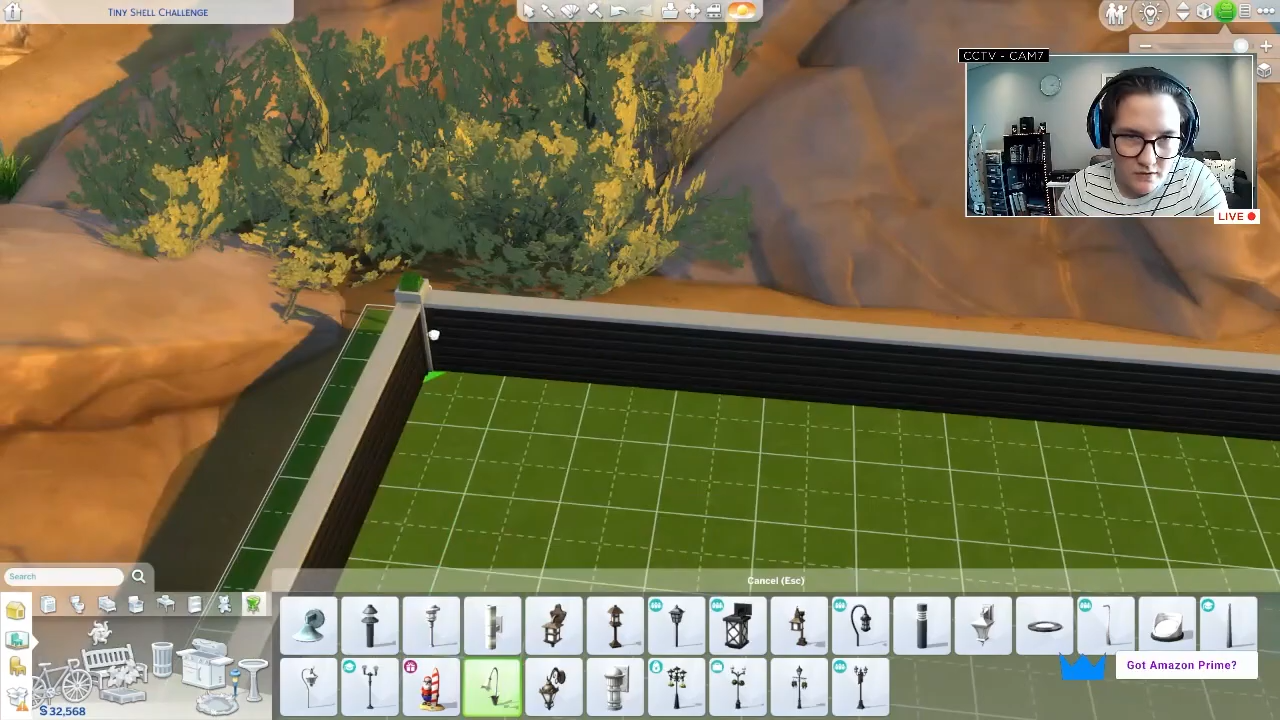 TINY SHELL CHALLENGE
CCTV - CAM7
LIVE
Search
Cancel (Esc)
Got Amazon Prime?
$32,568